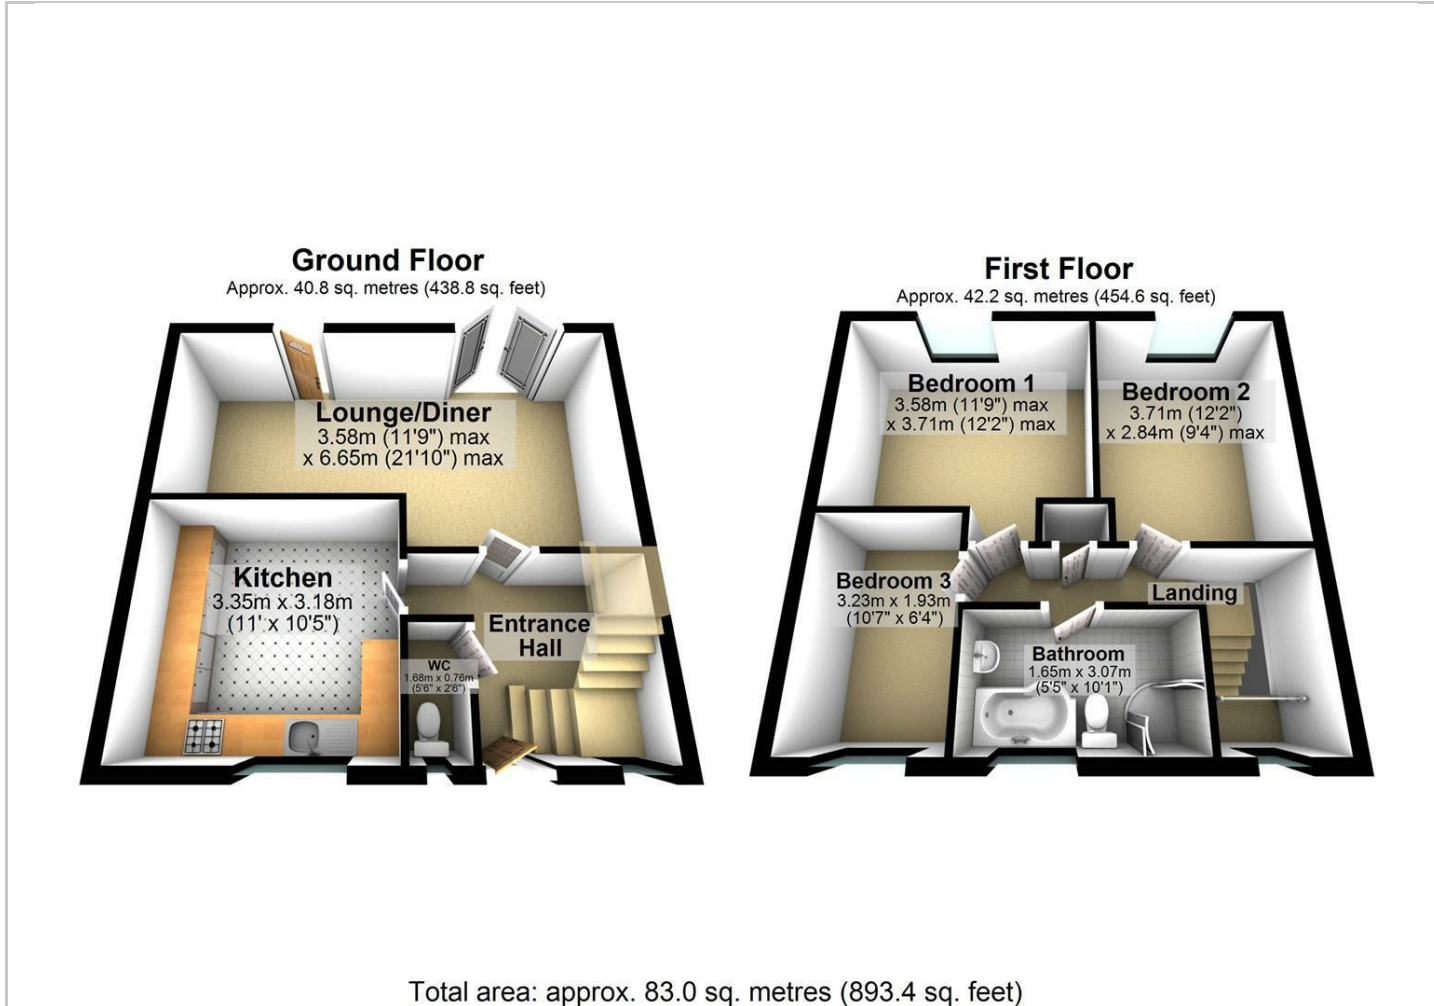 Ground Floor
Approx. 40.8 sq. metres (438.8 sq. feet)
Lounge/Diner
3.58m (11'9") max
x 6.65m (21'10") max
Kitchen
3.35m x 3.18m
(11' x 10'5")
WC
1.68m x 0.76m
(5'6" x 2'6")
Entrance
Hall
First Floor
Approx. 42.2 sq. metres (454.6 sq. feet)
Bedroom 1
3.58m (11'9") max
x 3.71m (12'2") max
Bedroom 2
3.71m (12'2")
x 2.84m (9'4") max
Bedroom 3
3.23m x 1.93m
(10'7" x 6'4")
Landing
Bathroom
1.65m x 3.07m
(5'5" x 10'1")
Total area: approx. 83.0 sq. metres (893.4 sq. feet)